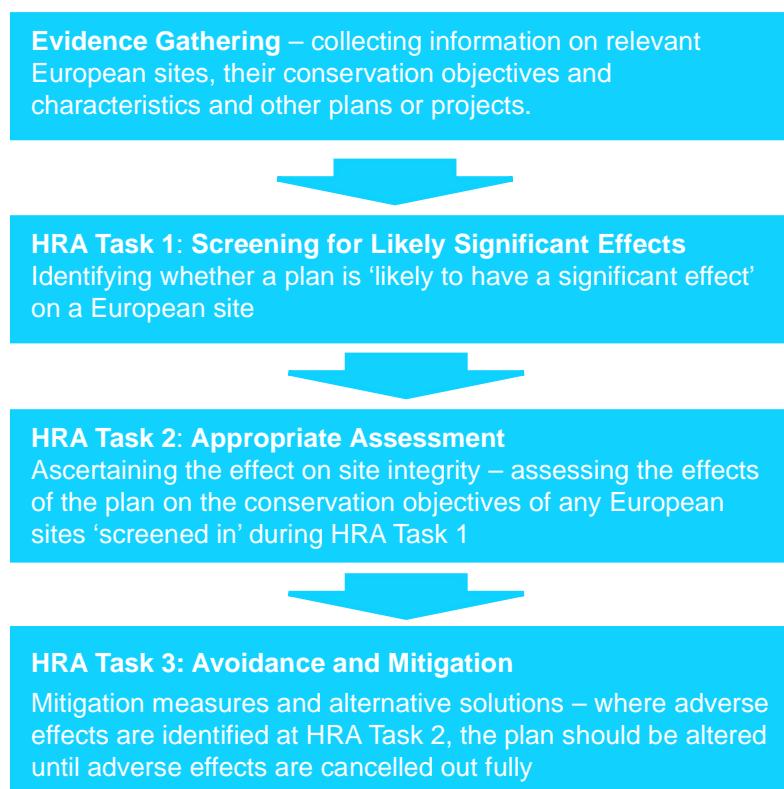 Evidence Gathering – collecting information on relevant
European sites, their conservation objectives and
characteristics and other plans or projects.
HRA Task 1: Screening for Likely Significant Effects
Identifying whether a plan is ‘likely to have a significant effect’
on a European site
HRA Task 2: Appropriate Assessment
Ascertaining the effect on site integrity – assessing the effects
of the plan on the conservation objectives of any European
sites ‘screened in’ during HRA Task 1
HRA Task 3: Avoidance and Mitigation
Mitigation measures and alternative solutions – where adverse
effects are identified at HRA Task 2, the plan should be altered
until adverse effects are cancelled out fully